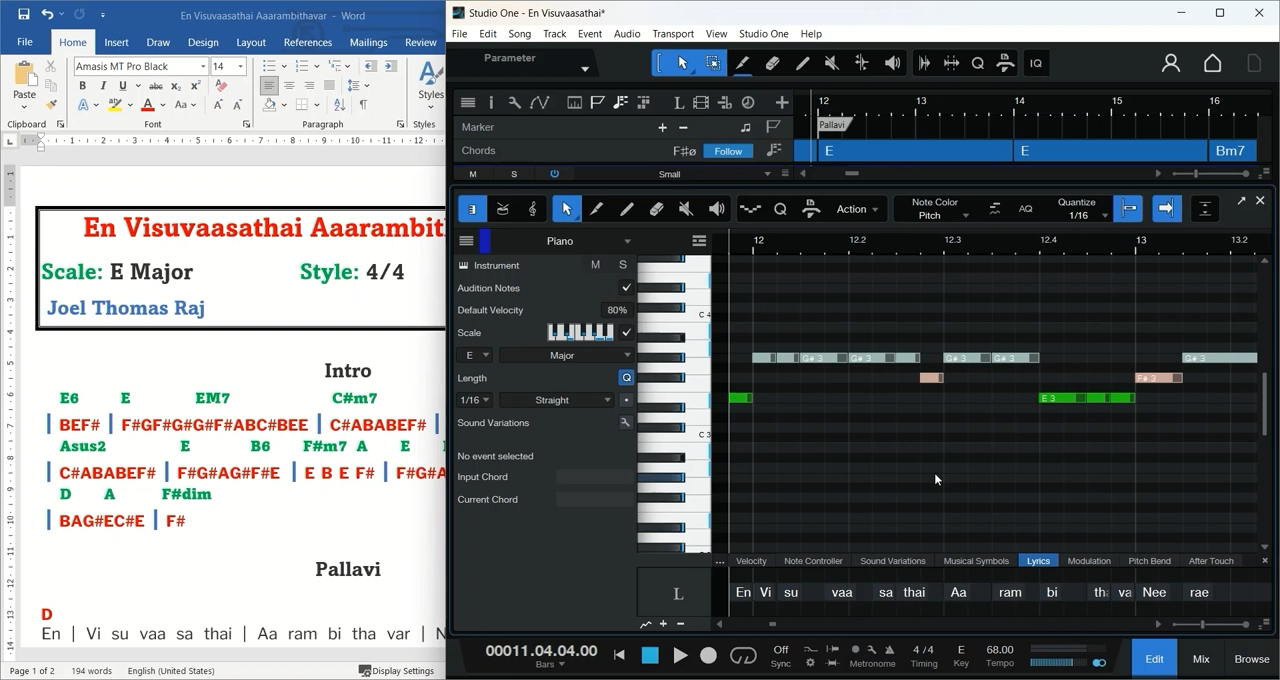 En Visuvaasathai Aaarambithavar - Word
File Home Insert Draw Design Layout References Mailings Review
Paste
Amasis MT Pro Black 14
Styles
Clipboard Font Paragraph Styles
En Visuvaasathai Aaarambit
Scale: E Major Style: 4/4
Joel Thomas Raj
Intro
E6 E EM7 C#m7
| BEF# | F#GF#G#G#F#ABC#BEE | C#ABABEF# |
Asus2 E B6 F#m7 A E
| C#ABABEF# | F#G#AG#F#E | E B E F# | F#G#A
D A F#dim
| BAG#EC#E | F#
Pallavi
D
En | Vi su vaa sa thai | Aa ram bi tha var | N
Page 1 of 2 194 words English (United States) Display Settings
Studio One - En Visuvaasathai*
File Edit Song Track Event Audio Transport View Studio One Help
Parameter
IQ
12 13 14 15 16
Marker
Pallavi
Chords F#ø Follow
E E Bm7
M S Small
Action
Note Color
Pitch
AQ
Quantize
1/16
Piano
12 12.2 12.3 12.4 13 13.2
Instrument M S
Audition Notes
Default Velocity 80%
Scale
E Major
Length
1/16 Straight
Sound Variations
No event selected
Input Chord
Current Chord
C 4
C 3
G# 3 G# 3 G# 3 G# 3 G# 3
F# 3
E 3
Velocity Note Controller Sound Variations Musical Symbols Lyrics Modulation Pitch Bend After Touch
L
En Vi su vaa sa thai Aa ram bi tha va Nee rae
00011.04.04.00
Bars
Off
Sync
Metronome
4 / 4
Timing
E
Key
68.00
Tempo
Edit Mix Browse